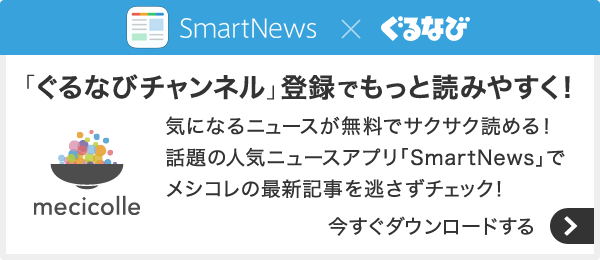 SmartNews × ぐるなび
「ぐるなびチャンネル」登録でもっと読みやすく!
気になるニュースが無料でサクサク読める!
話題の人気ニュースアプリ「SmartNews」で
メシコレの最新記事を逃さずチェック!
mecicolle
今すぐダウンロードする